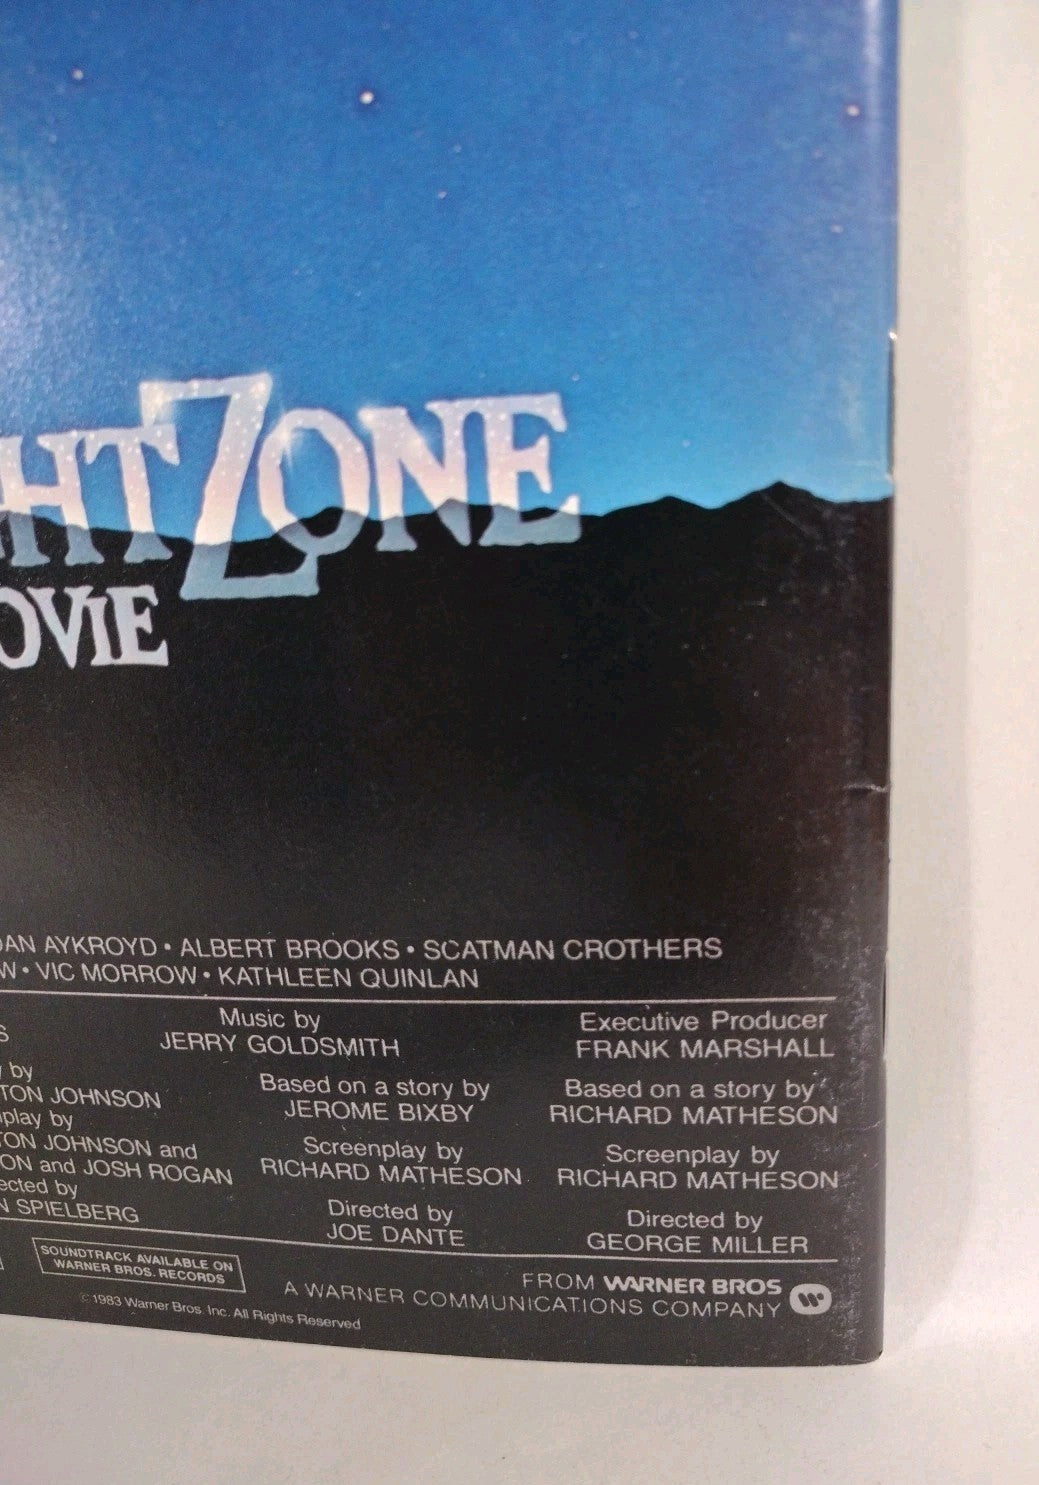 GHTZONE
OVIE
DAN AYKROYD • ALBERT BROOKS • SCATMAN CROTHERS
W • VIC MORROW • KATHLEEN QUINLAN
S
by
TON JOHNSON
play by
TON JOHNSON and
ON and JOSH ROGAN
ected by
N SPIELBERG
Music by
JERRY GOLDSMITH
Based on a story by
JEROME BIXBY
Screenplay by
RICHARD MATHESON
Directed by
JOE DANTE
Executive Producer
FRANK MARSHALL
Based on a story by
RICHARD MATHESON
Screenplay by
RICHARD MATHESON
Directed by
GEORGE MILLER
SOUNDTRACK AVAILABLE ON
WARNER BROS. RECORDS
FROM WARNER BROS
A WARNER COMMUNICATIONS COMPANY
©1983 Warner Bros. Inc. All Rights Reserved